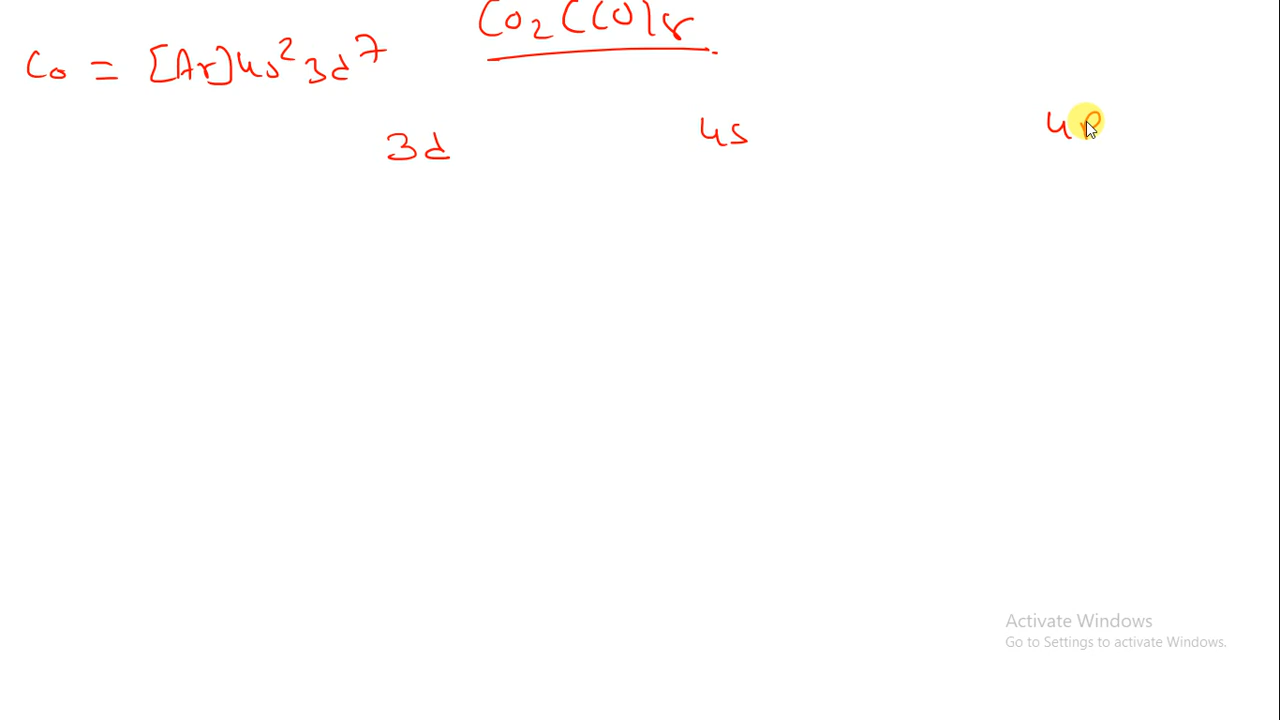 Co2(CO)8
Co = [Ar]4s² 3d⁷
3d 4s 4p
Activate Windows
Go to Settings to activate Windows.